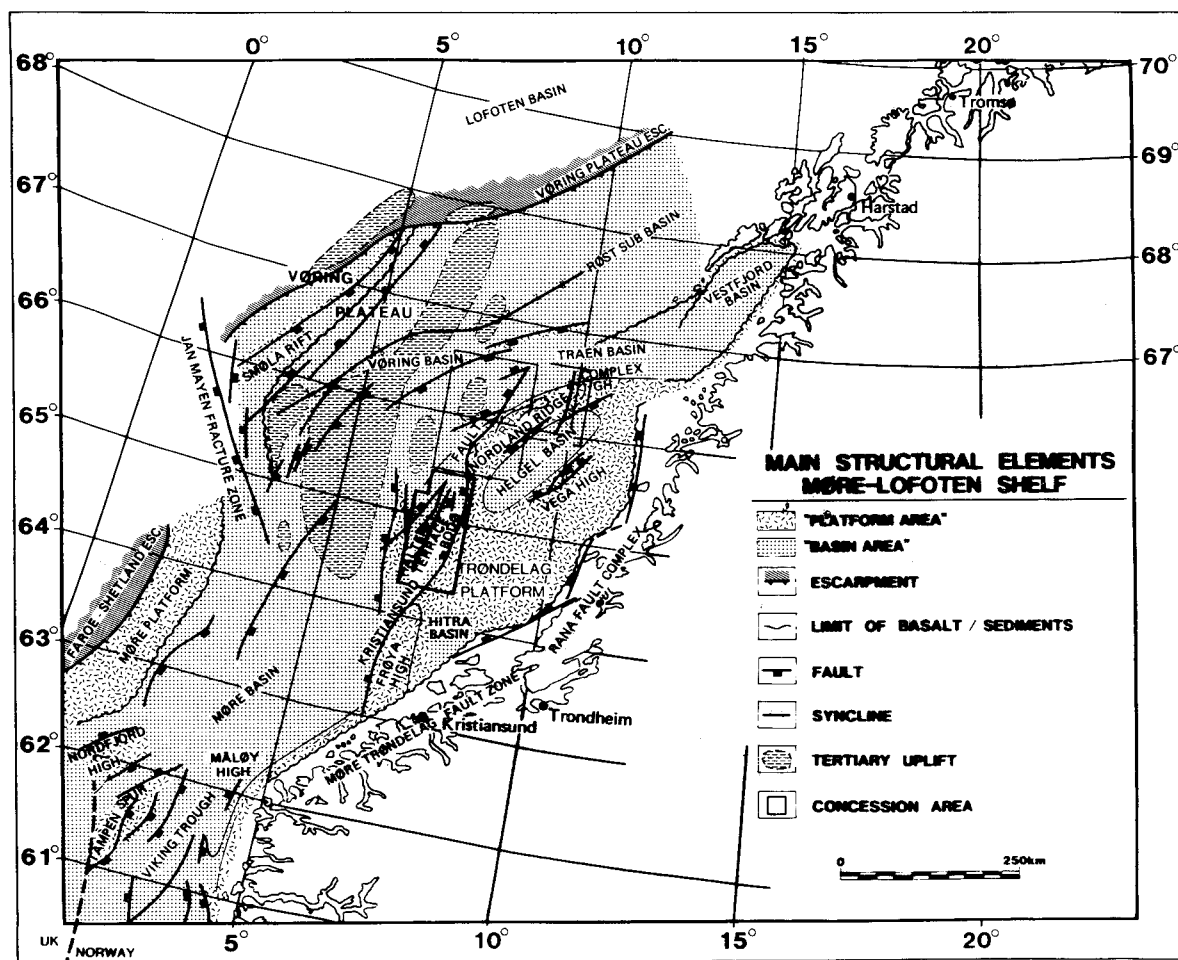 0°
5°
10°
15°
20°
68°
67°
66°
65°
64°
63°
62°
61°
70°
69°
68°
67°
LOFOTEN BASIN
Tromsø
VØRING PLATEAU ESC.
Harstad
RØST SUB BASIN
VESTFJORD
BASIN
VØRING
PLATEAU
SMØLA RIFT
VØRING BASIN
TRAEN BASIN
JAN MAYEN FRACTURE ZONE
FAULT
COMPLEX
NORDLAND RIDGE
HIGH
HELGEL. BASIN
VEGA HIGH
KRISTIANSUND
TERRACE
TRØNDELAG
PLATFORM
HITRA
BASIN
FRØYA
HIGH
RANA FAULT COMPLEX
FAROE-SHETLAND ESC.
MØRE PLATFORM
MØRE BASIN
MØRE TRØNDELAG FAULT ZONE
Kristiansund
Trondheim
NORDFJORD
HIGH
MÅLØY
HIGH
TAMPEN SPUR
VIKING TROUGH
MAIN STRUCTURAL ELEMENTS
MØRE-LOFOTEN SHELF
"PLATFORM AREA"
"BASIN AREA"
ESCARPMENT
LIMIT OF BASALT / SEDIMENTS
FAULT
SYNCLINE
TERTIARY UPLIFT
CONCESSION AREA
0
250km
UK
NORWAY
5°
10°
15°
20°